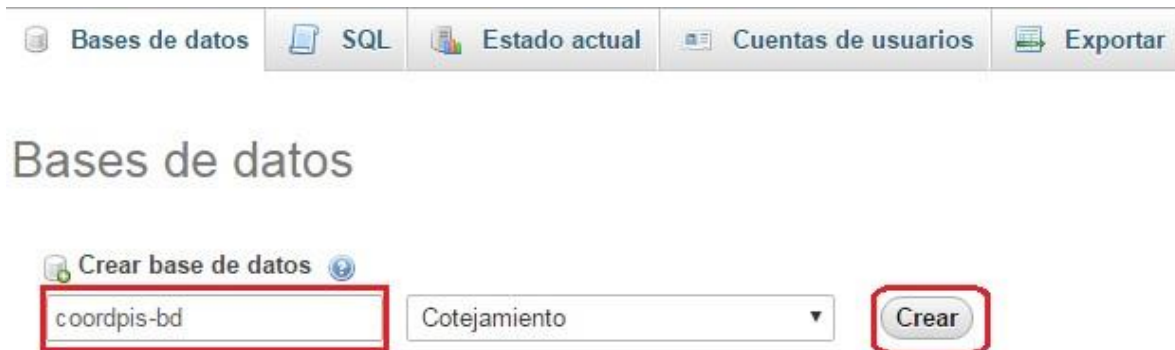 Bases de datos SQL Estado actual Cuentas de usuarios Exportar
Bases de datos
Crear base de datos
coordpis-bd Cotejamiento Crear